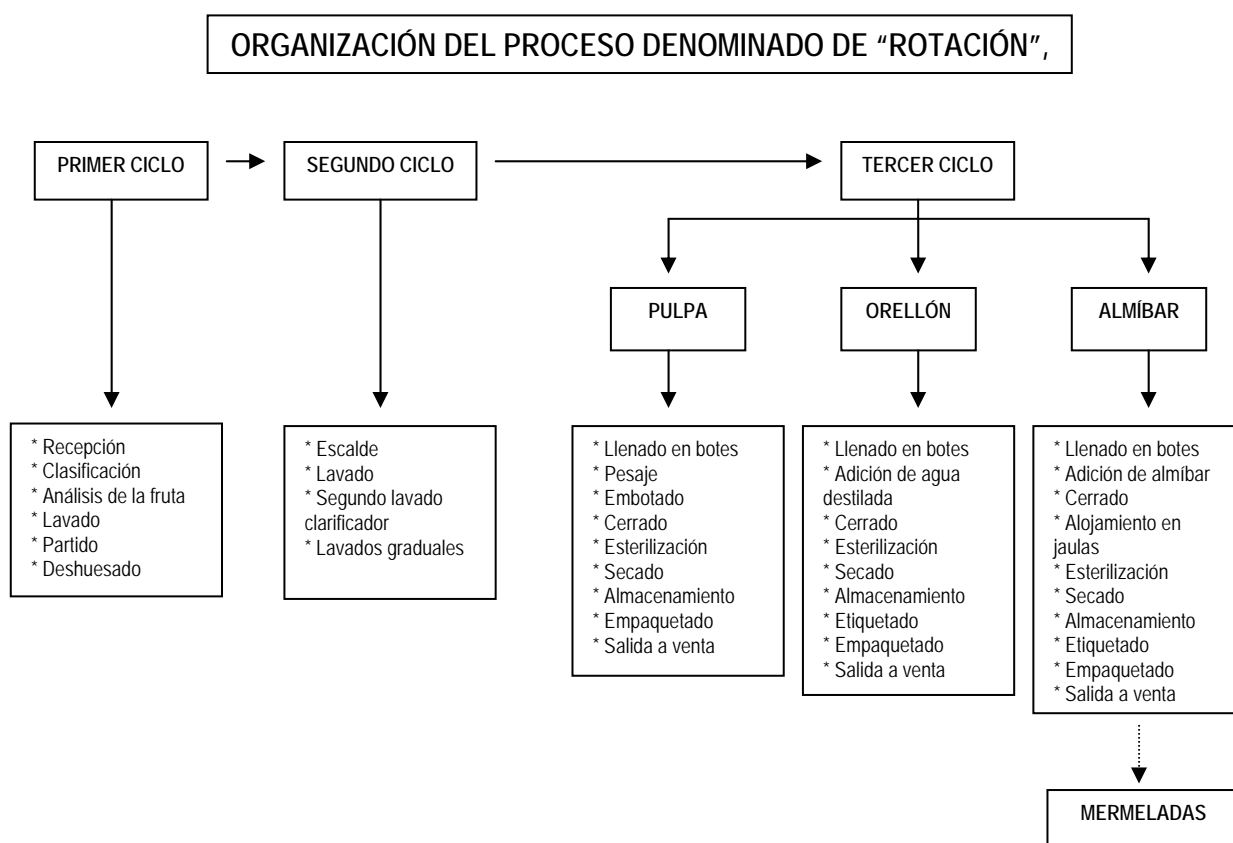 ORGANIZACIÓN DEL PROCESO DENOMINADO DE “ROTACIÓN”,
PRIMER CICLO
SEGUNDO CICLO
TERCER CICLO
PULPA
ORELLÓN
ALMÍBAR
* Recepción
* Clasificación
* Análisis de la fruta
* Lavado
* Partido
* Deshuesado
* Escalde
* Lavado
* Segundo lavado
clarificador
* Lavados graduales
* Llenado en botes
* Pesaje
* Embotado
* Cerrado
* Esterilización
* Secado
* Almacenamiento
* Empaquetado
* Salida a venta
* Llenado en botes
* Adición de agua
destilada
* Cerrado
* Esterilización
* Secado
* Almacenamiento
* Etiquetado
* Empaquetado
* Salida a venta
* Llenado en botes
* Adición de almíbar
* Cerrado
* Alojamiento en
jaulas
* Esterilización
* Secado
* Almacenamiento
* Etiquetado
* Empaquetado
* Salida a venta
MERMELADAS